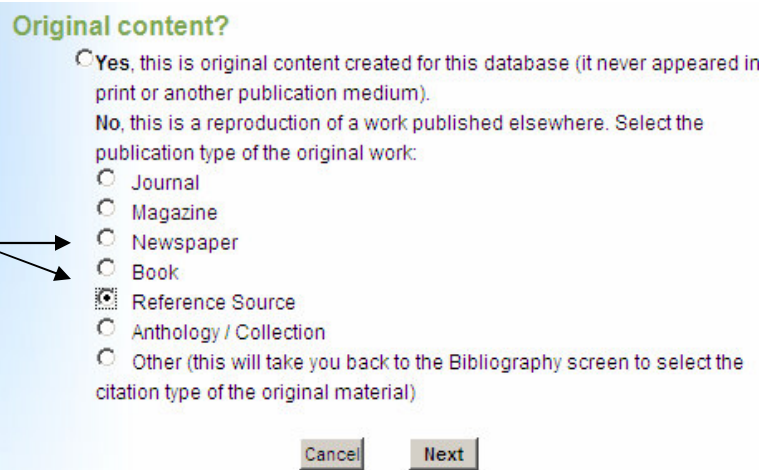 Original content?
Yes, this is original content created for this database (it never appeared in
print or another publication medium).
No, this is a reproduction of a work published elsewhere. Select the
publication type of the original work:
Journal
Magazine
Newspaper
Book
Reference Source
Anthology / Collection
Other (this will take you back to the Bibliography screen to select the
citation type of the original material)
Cancel Next